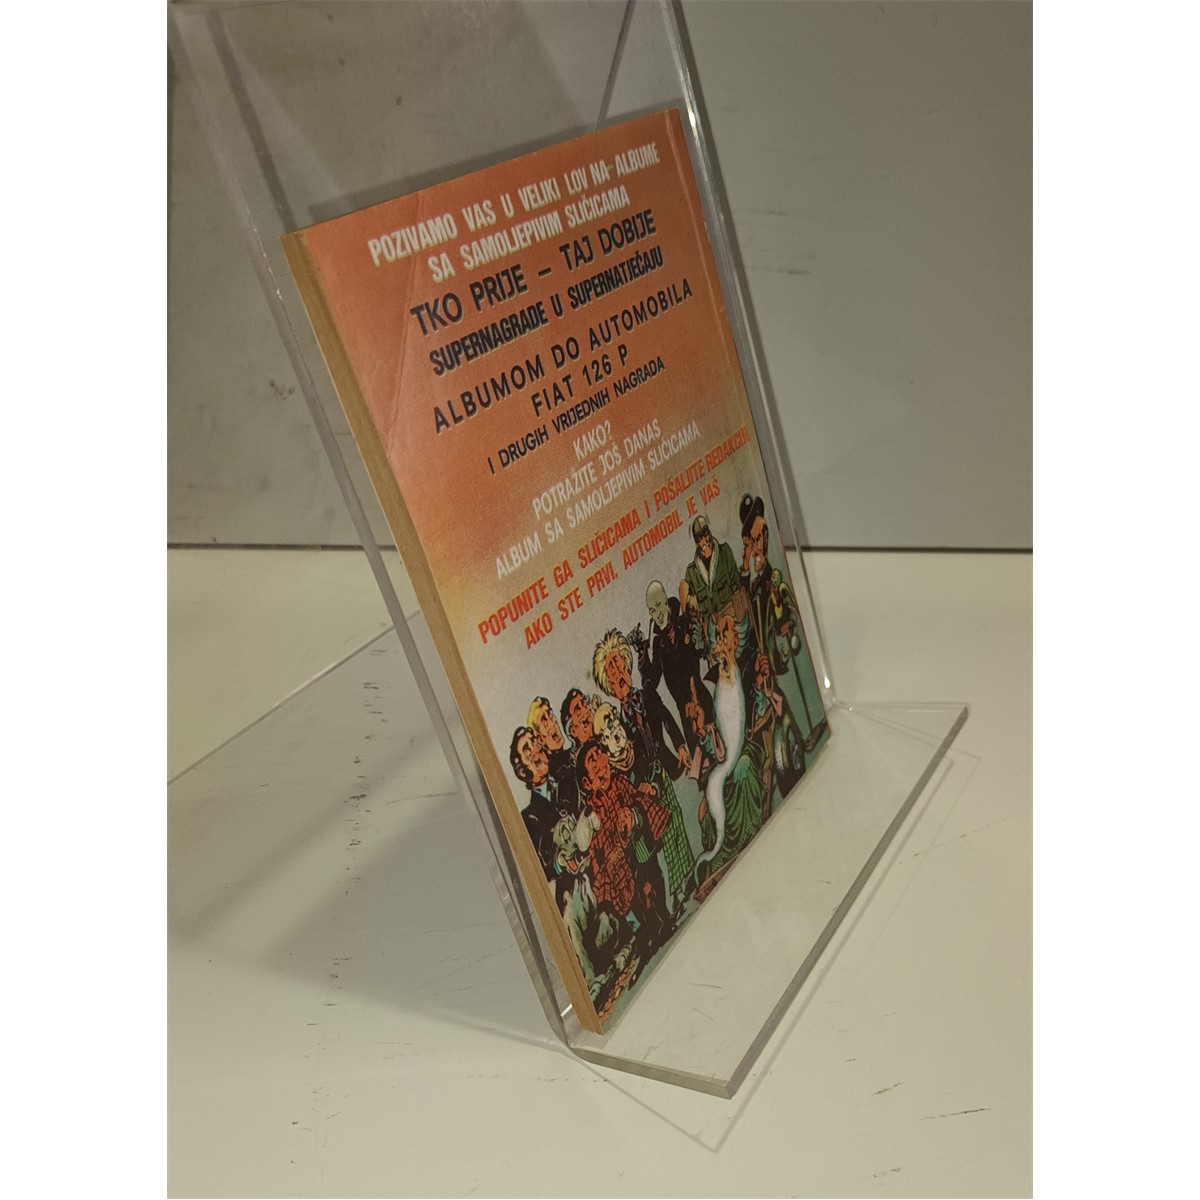 POZIVAMO VAS U VELIKI LOV NA ALBUME
SA SAMOLJEPIVIM SLIČICAMA
TKO PRIJE – TAJ DOBIJE
SUPERNAGRADE U SUPERNATJEČAJU
ALBUMOM DO AUTOMOBILA
FIAT 126 P
I DRUGIH VRIJEDNIH NAGRADA
KAKO?
POTRAŽITE JOŠ DANAS
ALBUM SA SAMOLJEPIVIM SLIČICAMA
POPUNITE GA SLIČICAMA I POŠALJITE REDAKCIJI
AKO STE PRVI, AUTOMOBIL JE VAŠ